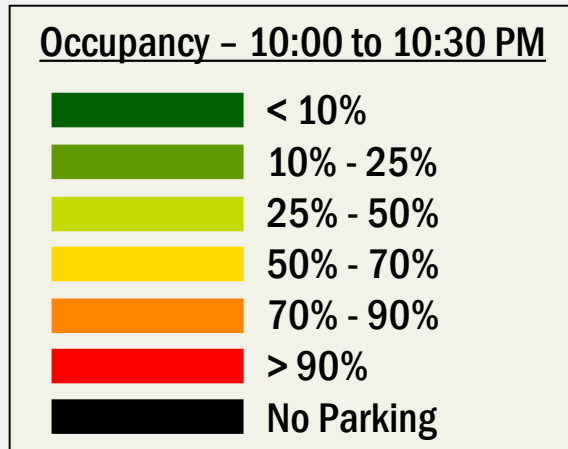 Occupancy – 10:00 to 10:30 PM
< 10%
10% - 25%
25% - 50%
50% - 70%
70% - 90%
> 90%
No Parking